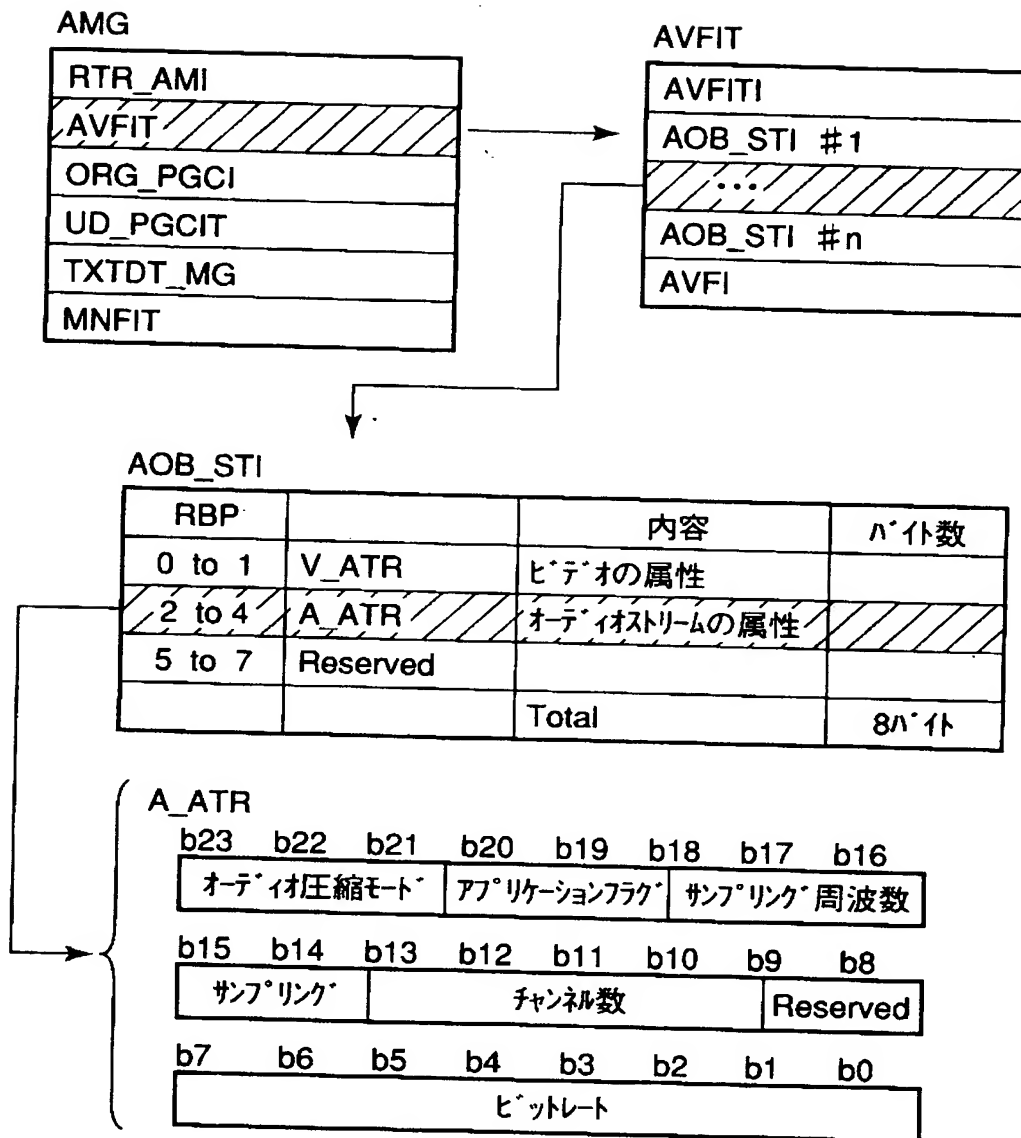 AMG
RTR_AMI
AVFIT
ORG_PGCI
UD_PGCIT
TXTDT_MG
MNFIT
AVFIT
AVFITI
AOB_STI #1
...
AOB_STI #n
AVFI
AOB_STI
RBP 内容 バイト数
0 to 1 V_ATR ビデオの属性
2 to 4 A_ATR オーディオストリームの属性
5 to 7 Reserved
Total 8バイト
A_ATR
b23 b22 b21 b20 b19 b18 b17 b16
オーディオ圧縮モード アプリケーションフラグ サンプリング周波数
b15 b14 b13 b12 b11 b10 b9 b8
サンプリング チャンネル数 Reserved
b7 b6 b5 b4 b3 b2 b1 b0
ビットレート